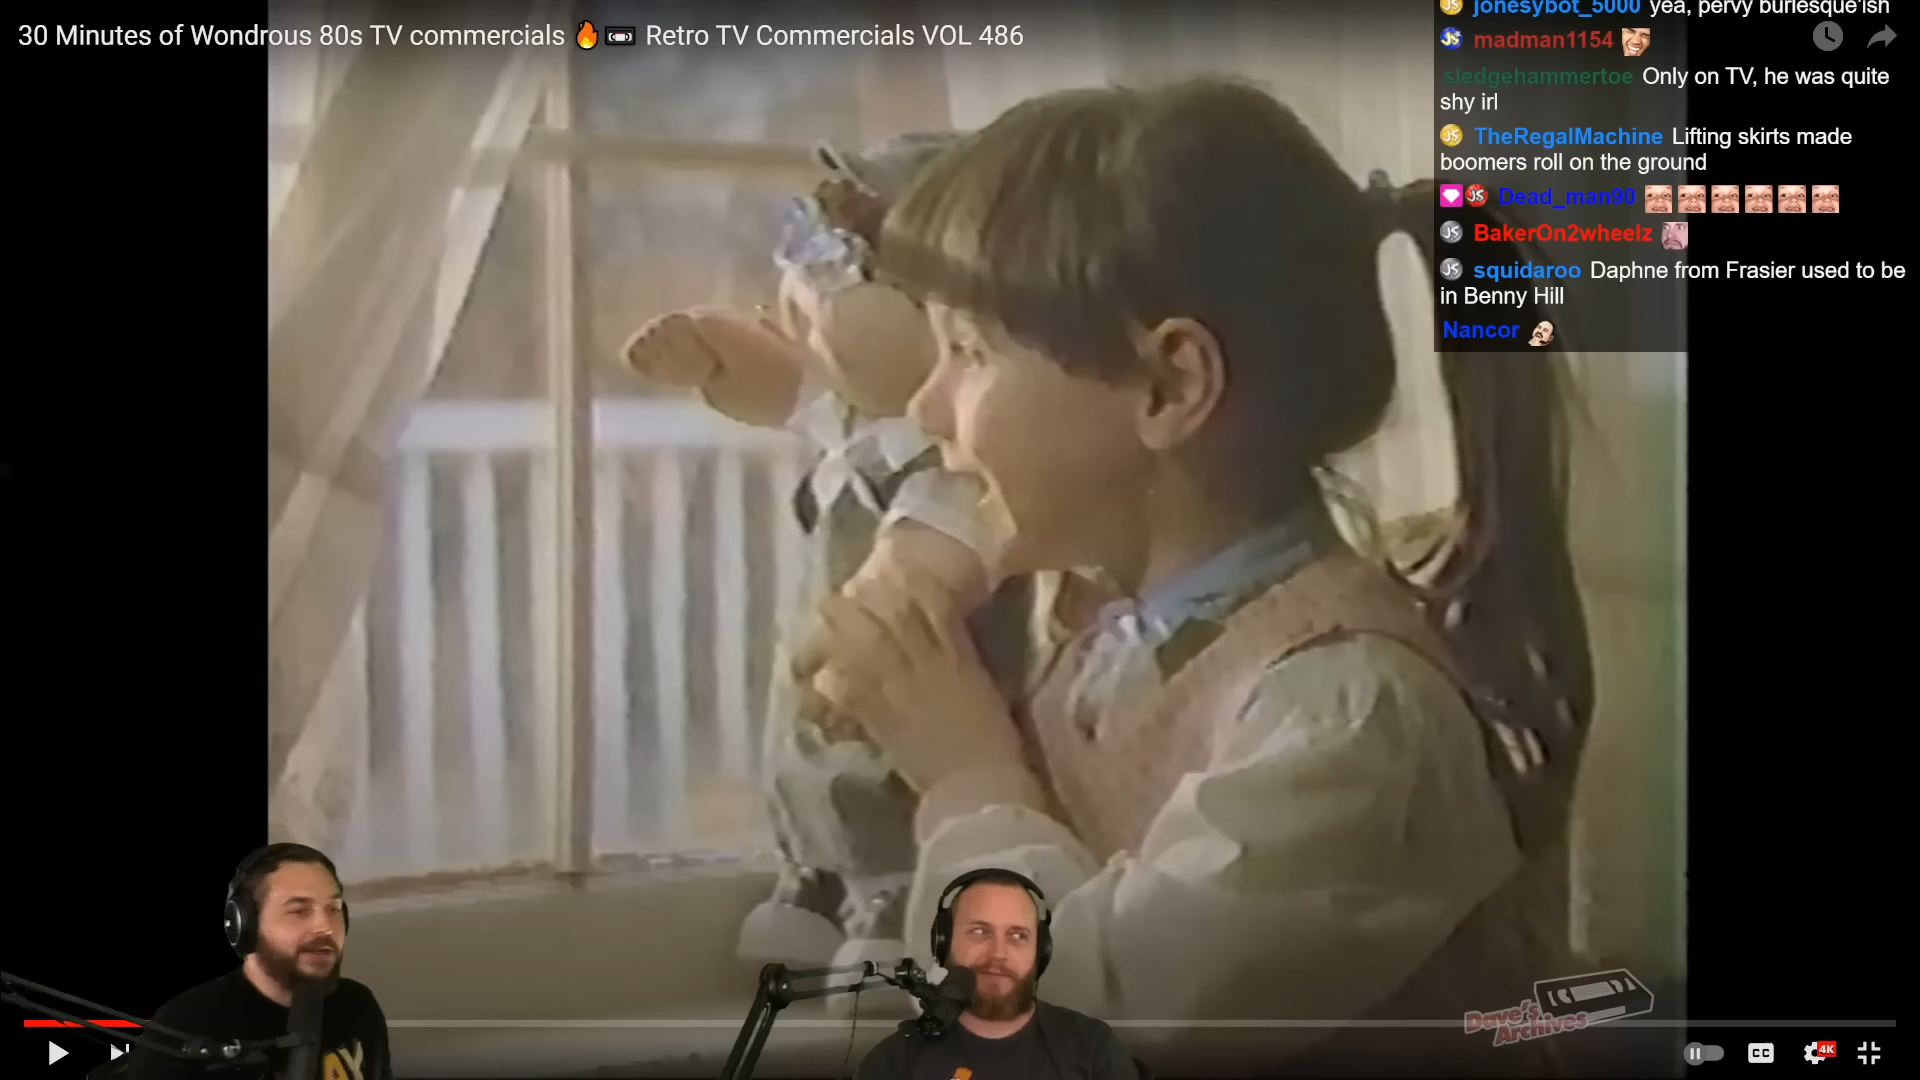 30 Minutes of Wondrous 80s TV commercials 🔥📼 Retro TV Commercials VOL 486
jonesybot_5000 yea, pervy burlesque'ish
madman1154
sledgehammertoe Only on TV, he was quite
shy irl
TheRegalMachine Lifting skirts made
boomers roll on the ground
Dead_man90
BakerOn2wheelz
squidaroo Daphne from Frasier used to be
in Benny Hill
Nancor
Dave's
Archives
CC
4K